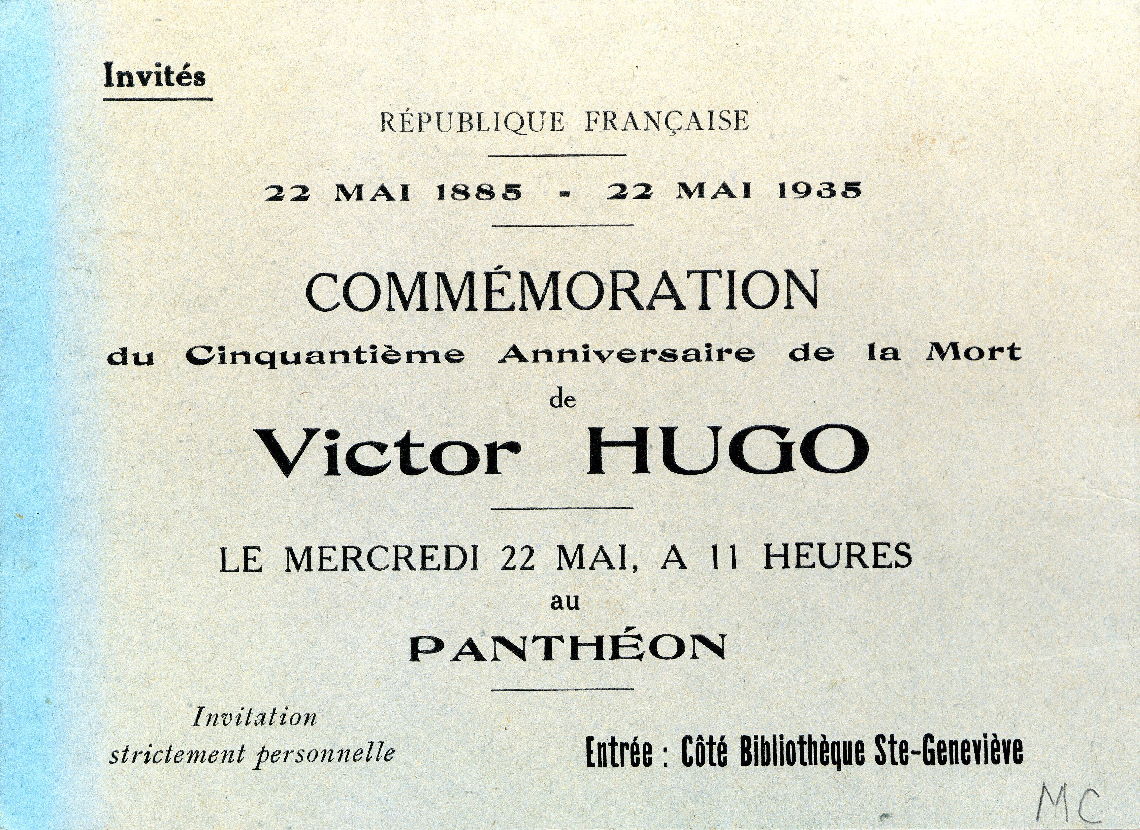 Invités
RÉPUBLIQUE FRANÇAISE
22 MAI 1885 - 22 MAI 1935
COMMÉMORATION
du Cinquantième Anniversaire de la Mort
de
Victor HUGO
LE MERCREDI 22 MAI, A 11 HEURES
au
PANTHÉON
Invitation
strictement personnelle
Entrée : Côté Bibliothèque Ste-Geneviève
MC